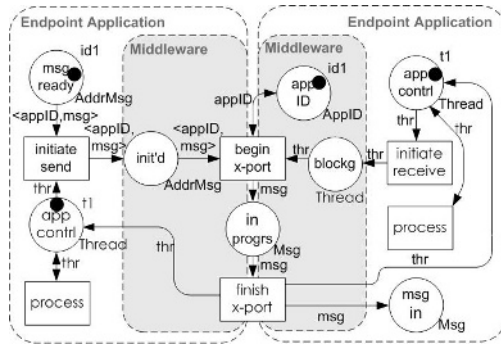 Endpoint Application
Endpoint Application
Middleware
Middleware
id1
msg
ready
AddrMsg
<appID,msg>
<appID,
msg>
<appID,
msg>
initiate
send
init'd
AddrMsg
thr
t1
app
contrl
Thread
thr
process
id1
app
ID
AppID
appID
begin
x-port
msg
in
progrs
Msg
msg
finish
x-port
thr
thr
blockg
Thread
thr
t1
app
contrl
Thread
thr
thr
initiate
receive
process
thr
msg
msg
in
Msg